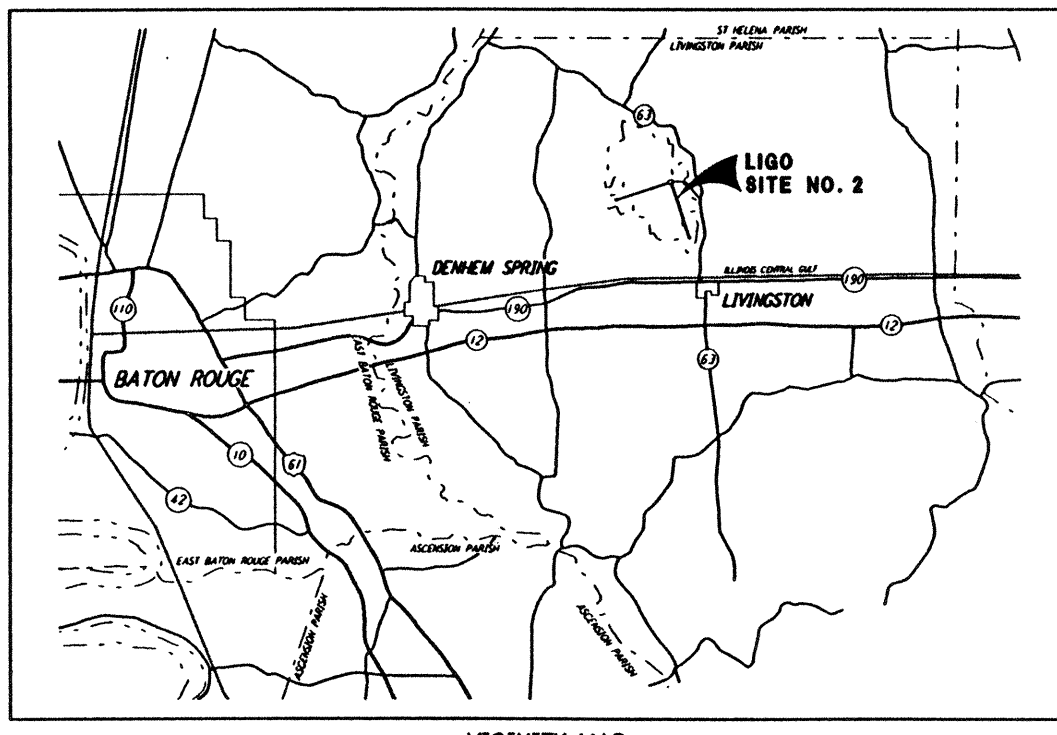 ST HELENA PARISH
LIVINGSTON PARISH
63
LIGO
SITE NO. 2
DENHEM SPRING
ILLINOIS CENTRAL GULF
190
190
LIVINGSTON
110
12
12
63
BATON ROUGE
EAST BATON ROUGE PARISH
LIVINGSTON PARISH
10
61
42
EAST BATON ROUGE PARISH
ASCENSION PARISH
ASCENSION PARISH
ASCENSION PARISH
VICINITY MAP